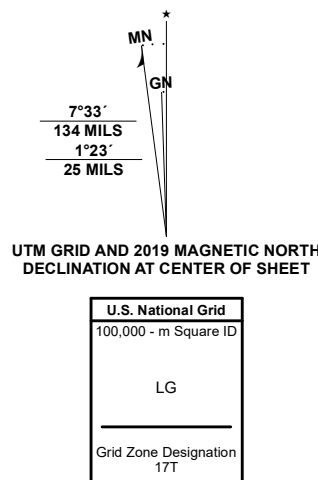 ★
MN
GN
7°33´
134 MILS
1°23´
25 MILS
UTM GRID AND 2019 MAGNETIC NORTH
DECLINATION AT CENTER OF SHEET
U.S. National Grid
100,000 - m Square ID
LG
Grid Zone Designation
17T